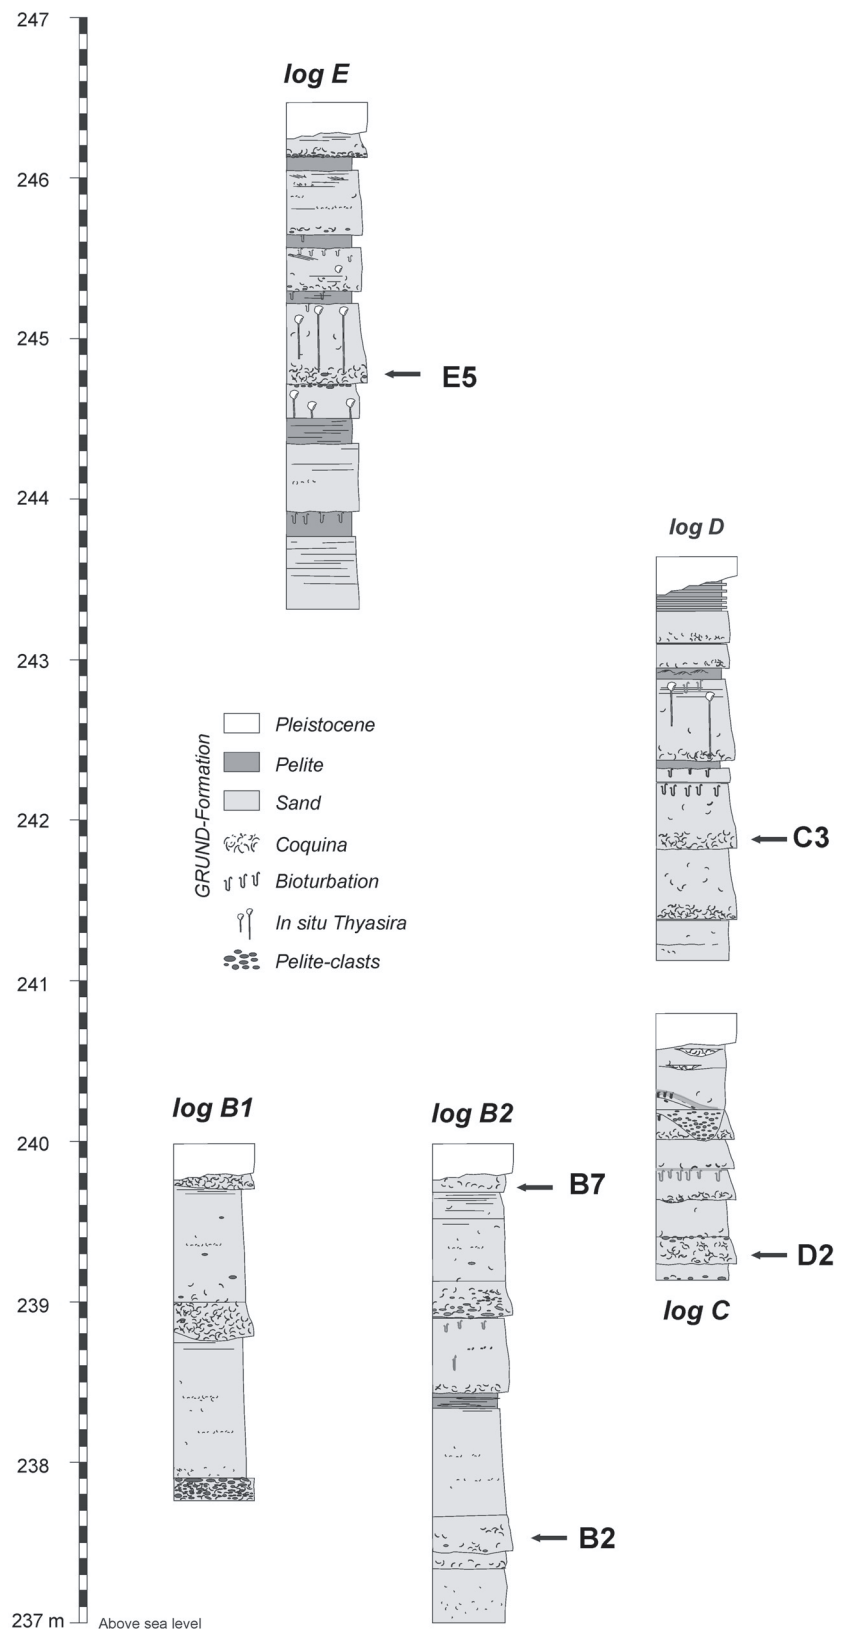 247
log E
246
245
E5
244
log D
243
GRUND-Formation
Pleistocene
Pelite
Sand
Coquina
Bioturbation
In situ Thyasira
Pelite-clasts
242
C3
241
log B1
log B2
240
B7
D2
239
log C
238
B2
237 m
Above sea level